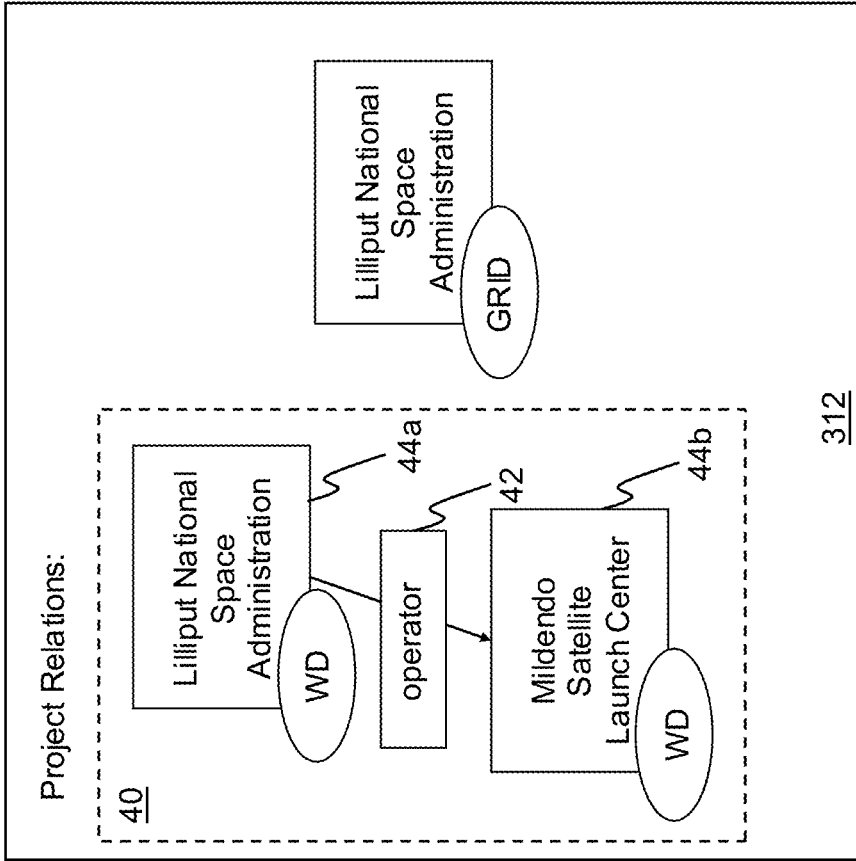 Project Relations:
40
Lilliput National
Space
Administration
WD
44a
operator
42
Mildendo
Satellite
Launch Center
WD
44b
Lilliput National
Space
Administration
GRID
312